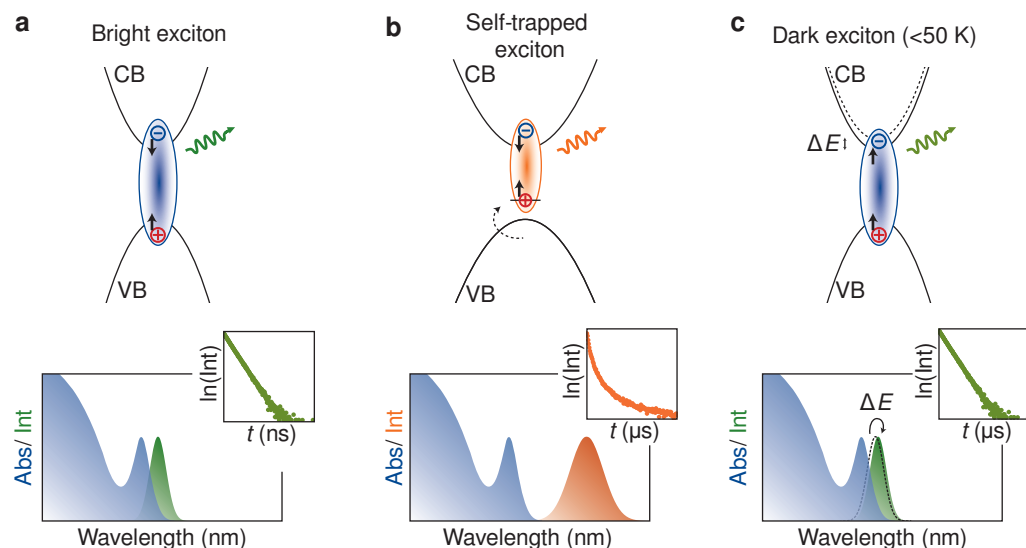 a
Bright exciton
CB
−
+
VB
ln(Int)
t (ns)
Abs/ Int
Wavelength (nm)
b
Self-trapped
exciton
CB
−
+
VB
ln(Int)
t (µs)
Abs/ Int
Wavelength (nm)
c
Dark exciton (<50 K)
CB
ΔE
−
+
VB
ln(Int)
t (µs)
ΔE
Abs/ Int
Wavelength (nm)